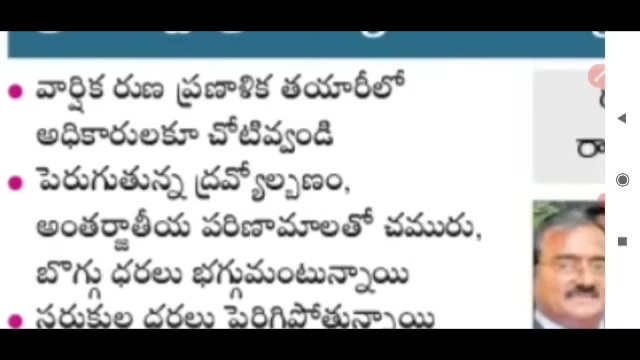 వార్షిక రుణ ప్రణాళిక తయారీలో
అధికారులకూ చోటివ్వండి
పెరుగుతున్న ద్రవ్యోల్బణం,
అంతర్జాతీయ పరిణామాలతో చమురు,
బొగ్గు ధరలు భగ్గుమంటున్నాయి
సరుకుల ధరలు పెరిగిపోతున్నాయి